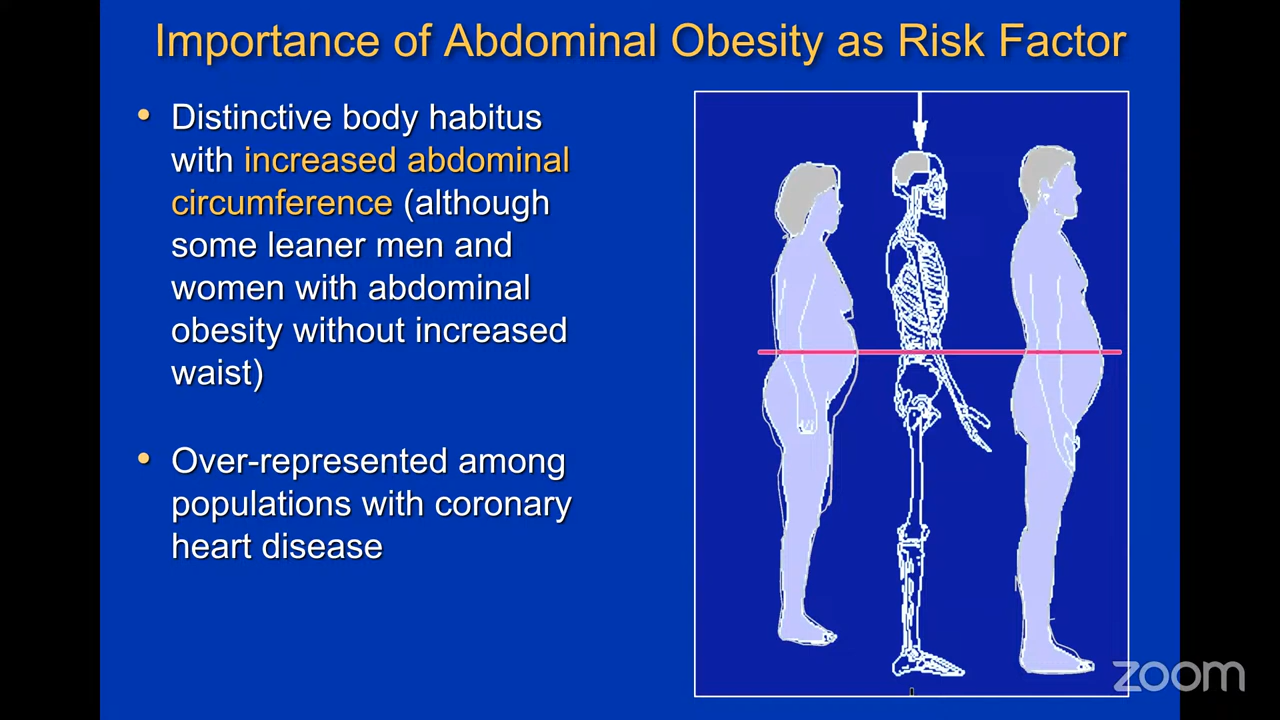 Importance of Abdominal Obesity as Risk Factor
• Distinctive body habitus
with increased abdominal
circumference (although
some leaner men and
women with abdominal
obesity without increased
waist)
• Over-represented among
populations with coronary
heart disease
zoom